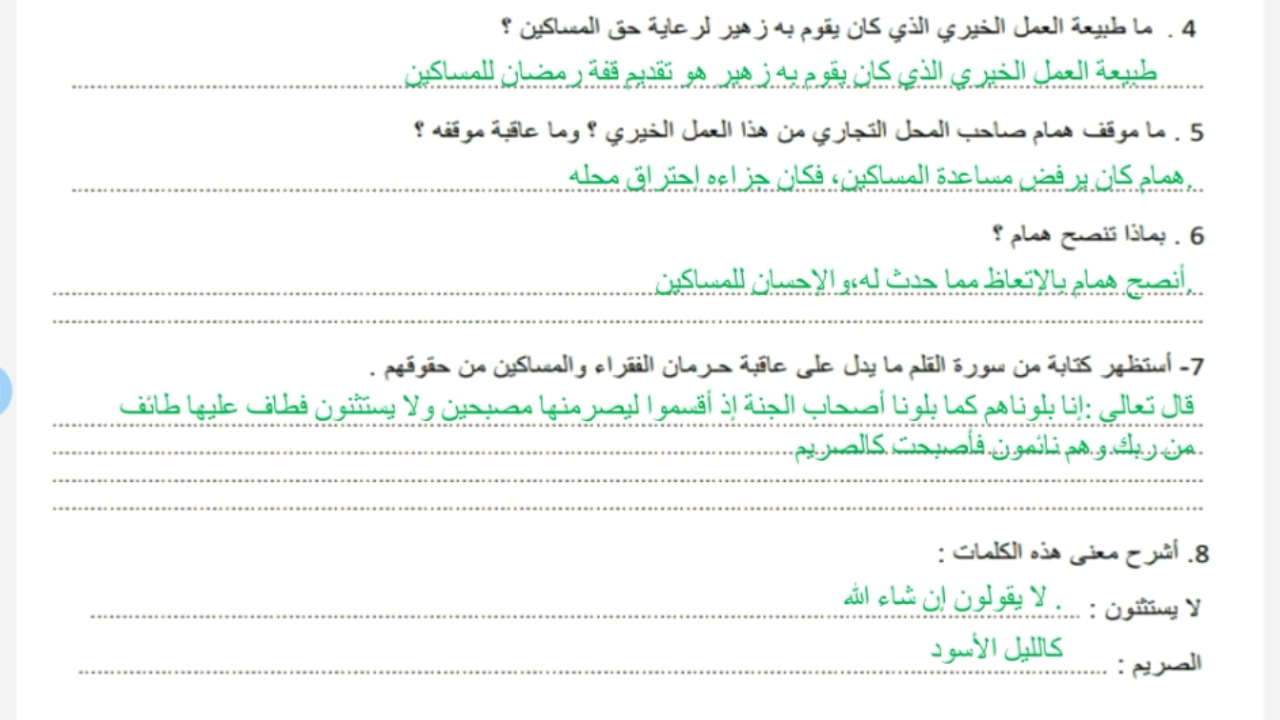 4 . ما طبيعة العمل الخيري الذي كان يقوم به زهير لرعاية حق المساكين ؟
طبيعة العمل الخيري الذي كان يقوم به زهير هو تقديم قفة رمضان للمساكين
5 . ما موقف همام صاحب المحل التجاري من هذا العمل الخيري ؟ وما عاقبة موقفه ؟
.همام كان يرفض مساعدة المساكين، فكان جزاءه احتراق محله
6 . بماذا تنصح همام ؟
.أنصح همام بالإتعاظ مما حدث له،والإحسان للمساكين
7- أستظهر كتابة من سورة القلم ما يدل على عاقبة حرمان الفقراء والمساكين من حقوقهم .
قال تعالى :إنا بلوناهم كما بلونا أصحاب الجنة إذ أقسموا ليصرمنها مصبحين ولا يستثنون فطاف عليها طائف
من ربك وهم نائمون فأصبحت كالصريم
8. أشرح معنى هذه الكلمات :
لا يستثنون : . لا يقولون إن شاء الله
الصريم : كالليل الأسود